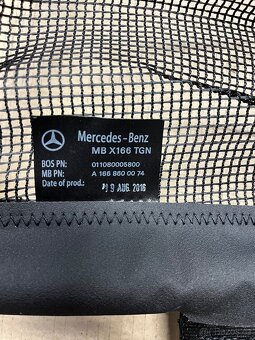 Mercedes-Benz
MB X166 TGN
BOS PN: 011080005800
MB PN: A 166 860 00 74
Date of prod.: 19 AUG. 2016